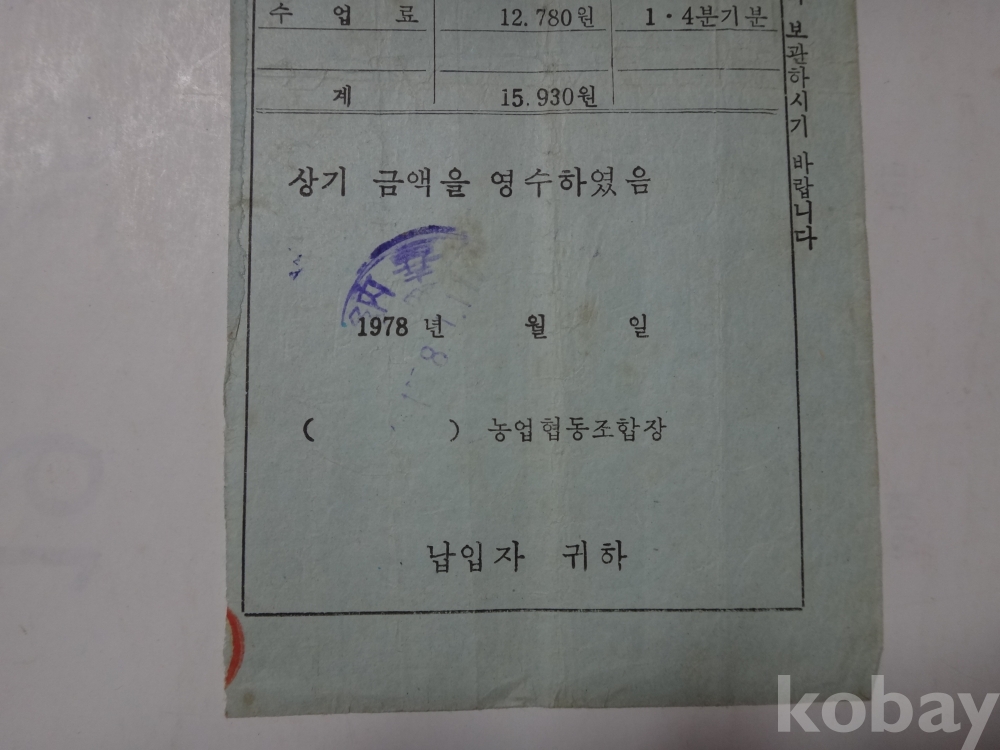 수 업 료 12.780원 1·4분기분
계 15.930원
상기 금액을 영수하였음
1978 년 월 일
( ) 농업협동조합장
납입자 귀하
보관하시기 바랍니다
kobay